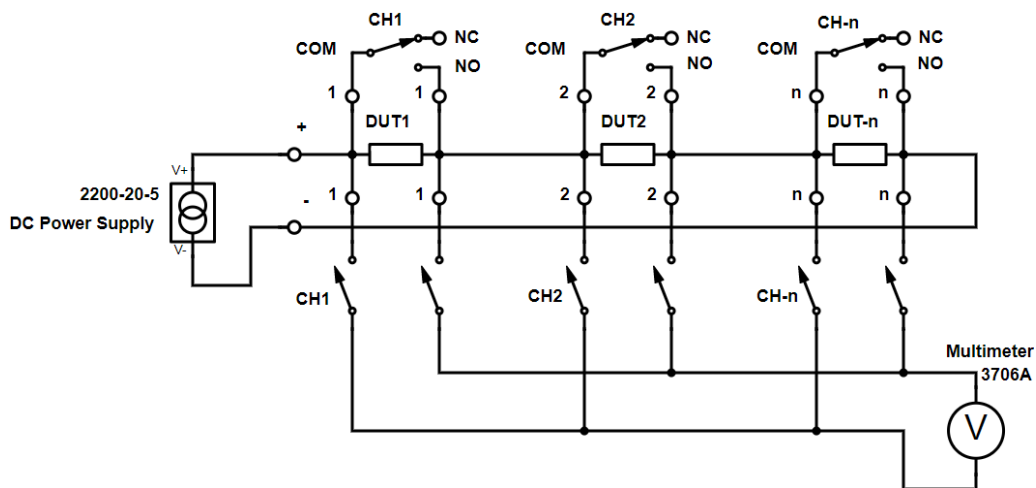 CH1
CH2
CH-n
COM
NC
COM
NC
COM
NC
NO
NO
NO
1
1
2
2
n
n
+
DUT1
DUT2
DUT-n
V+
2200-20-5
DC Power Supply
V-
-
1
1
2
2
n
n
CH1
CH2
CH-n
Multimeter
3706A
V